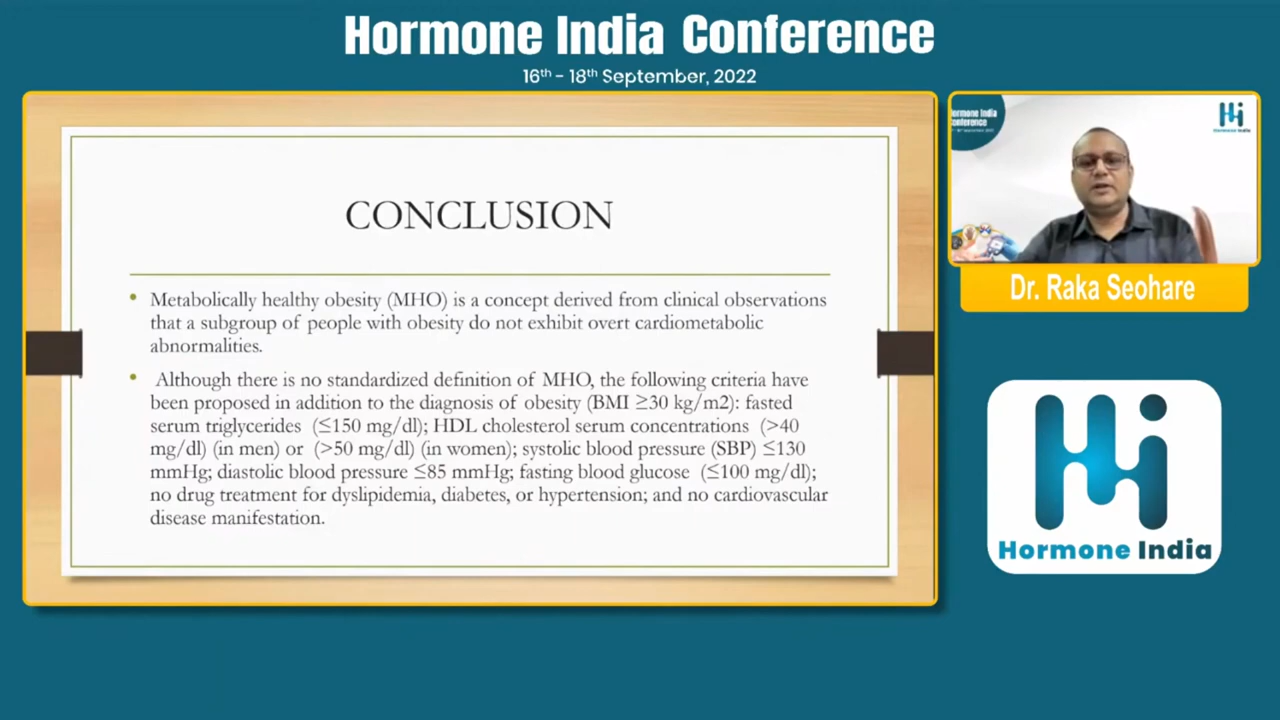 Hormone India Conference
16th - 18th September, 2022
CONCLUSION
• Metabolically healthy obesity (MHO) is a concept derived from clinical observations
that a subgroup of people with obesity do not exhibit overt cardiometabolic
abnormalities.
• Although there is no standardized definition of MHO, the following criteria have
been proposed in addition to the diagnosis of obesity (BMI ≥30 kg/m2): fasted
serum triglycerides (≤150 mg/dl); HDL cholesterol serum concentrations (>40
mg/dl) (in men) or (>50 mg/dl) (in women); systolic blood pressure (SBP) ≤130
mmHg; diastolic blood pressure ≤85 mmHg; fasting blood glucose (≤100 mg/dl);
no drug treatment for dyslipidemia, diabetes, or hypertension; and no cardiovascular
disease manifestation.
Hormone India
Dr. Raka Seohare
Hormone India